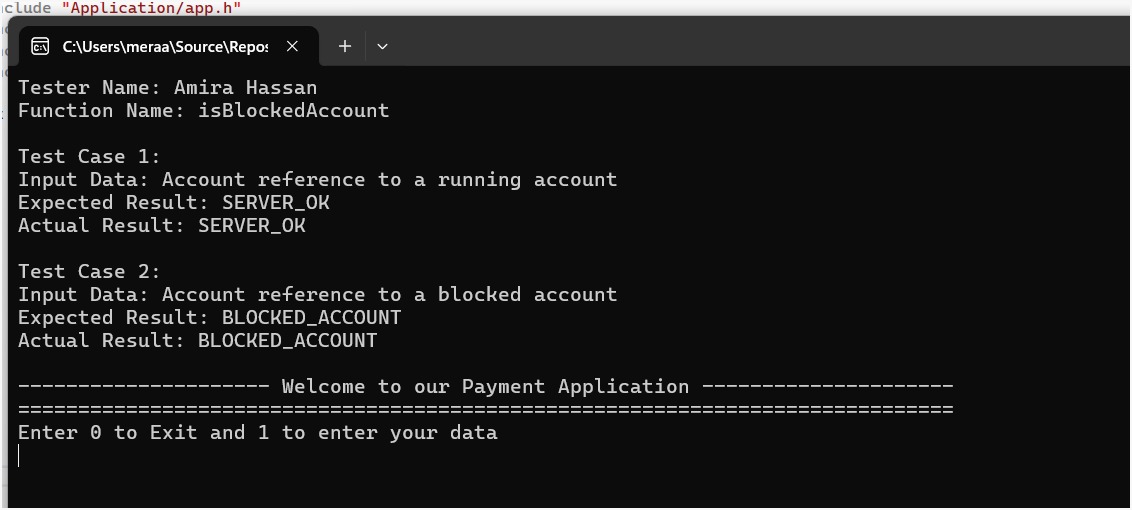 clude "Application/app.h"
C:\Users\meraa\Source\Repos
Tester Name: Amira Hassan
Function Name: isBlockedAccount
Test Case 1:
Input Data: Account reference to a running account
Expected Result: SERVER_OK
Actual Result: SERVER_OK
Test Case 2:
Input Data: Account reference to a blocked account
Expected Result: BLOCKED_ACCOUNT
Actual Result: BLOCKED_ACCOUNT
--------------------- Welcome to our Payment Application ---------------------
==============================================================================
Enter 0 to Exit and 1 to enter your data